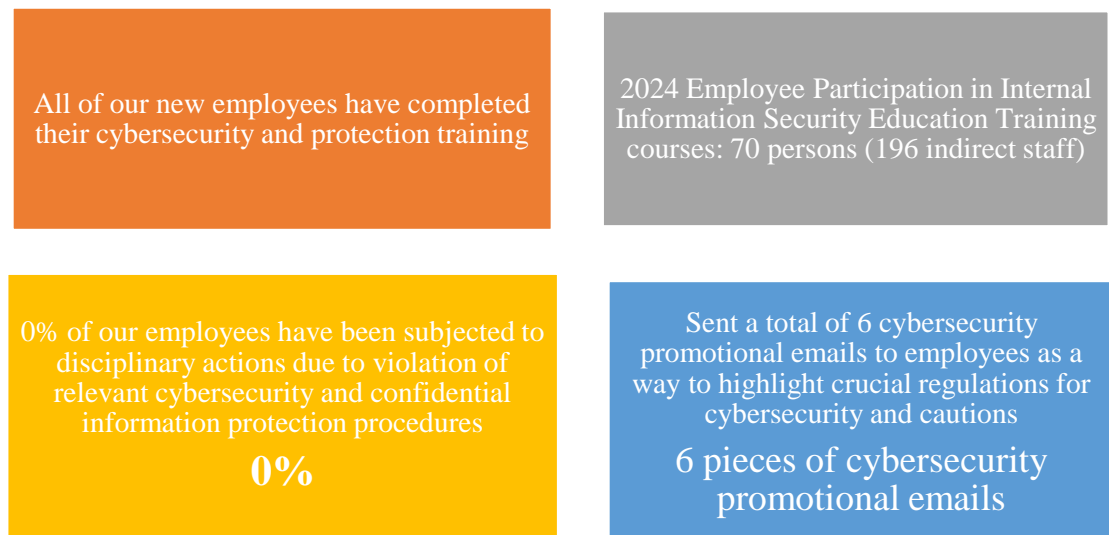 All of our new employees have completed
their cybersecurity and protection training
2024 Employee Participation in Internal
Information Security Education Training
courses: 70 persons (196 indirect staff)
0% of our employees have been subjected to
disciplinary actions due to violation of
relevant cybersecurity and confidential
information protection procedures
0%
Sent a total of 6 cybersecurity
promotional emails to employees as a
way to highlight crucial regulations for
cybersecurity and cautions
6 pieces of cybersecurity
promotional emails